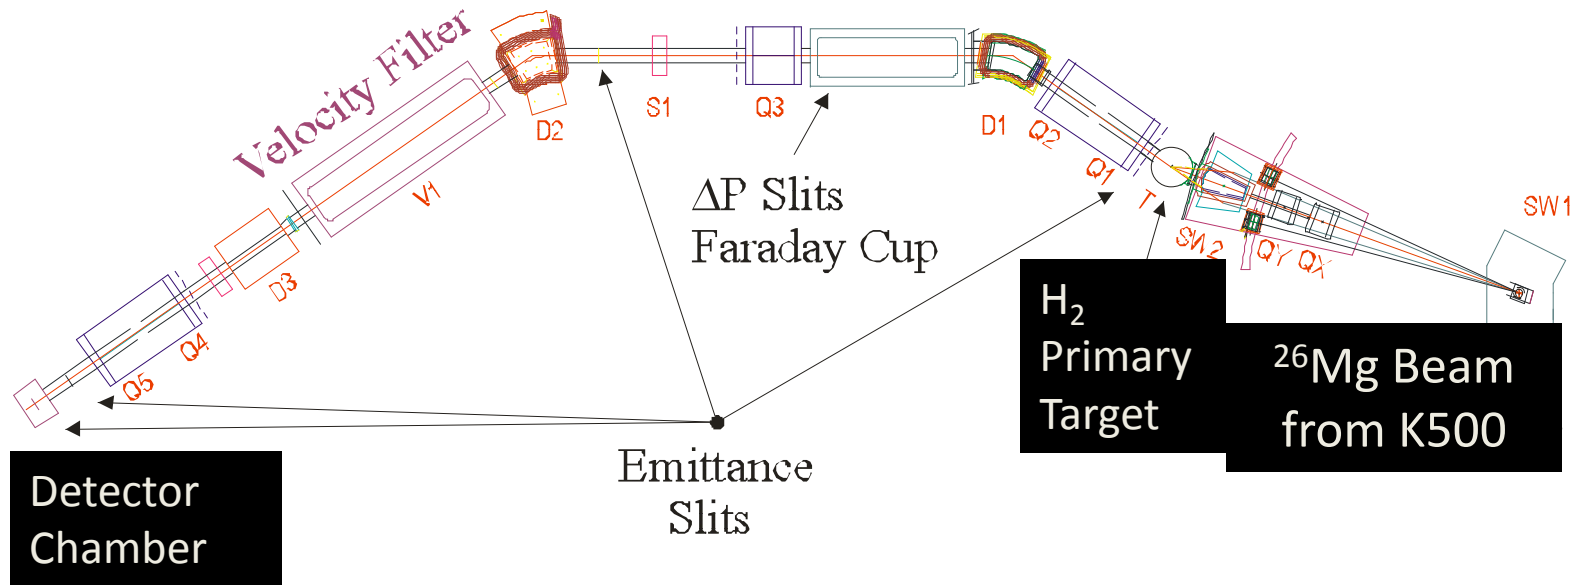 Velocity Filter
D2
S1
Q3
D1
Q2
Q1
T
SW2
QY
QX
SW1
V1
D3
Q4
Q5
ΔP Slits
Faraday Cup
H2
Primary
Target
26Mg Beam
from K500
Emittance
Slits
Detector
Chamber